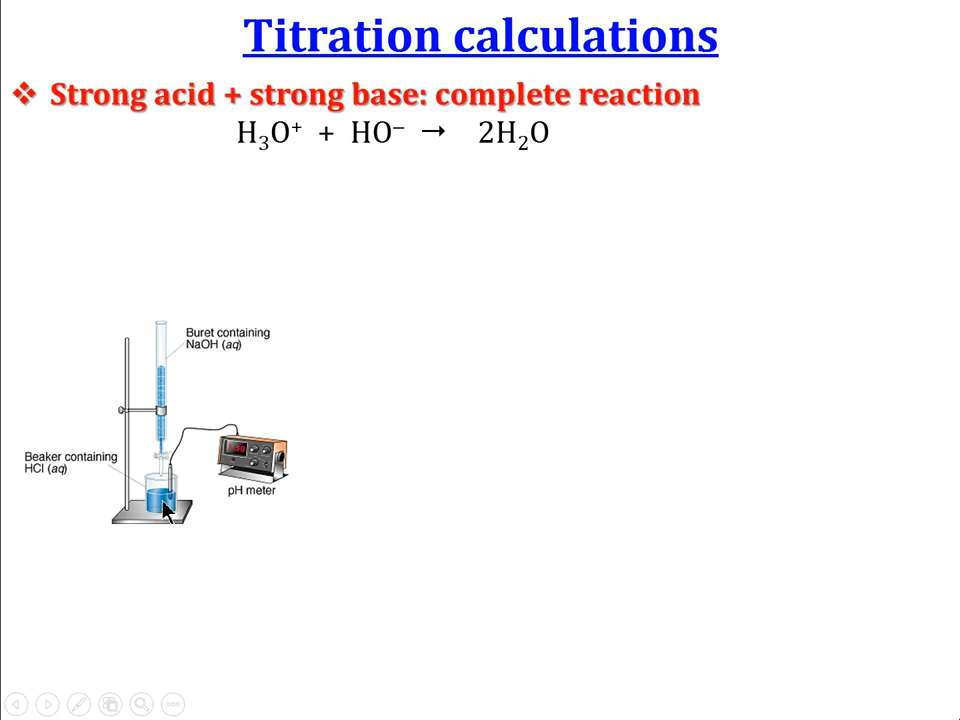 Titration calculations
❖ Strong acid + strong base: complete reaction
H₃O⁺ + HO⁻ → 2H₂O
Buret containing
NaOH (aq)
Beaker containing
HCl (aq)
pH meter